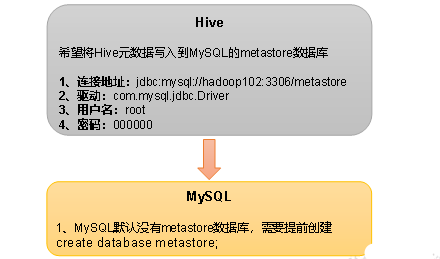 Hive
希望将Hive元数据写入到MySQL的metastore数据库
1、连接地址：jdbc:mysql://hadoop102:3306/metastore
2、驱动：com.mysql.jdbc.Driver
3、用户名：root
4、密码：000000
MySQL
1、MySQL默认没有metastore数据库，需要提前创建
create database metastore;